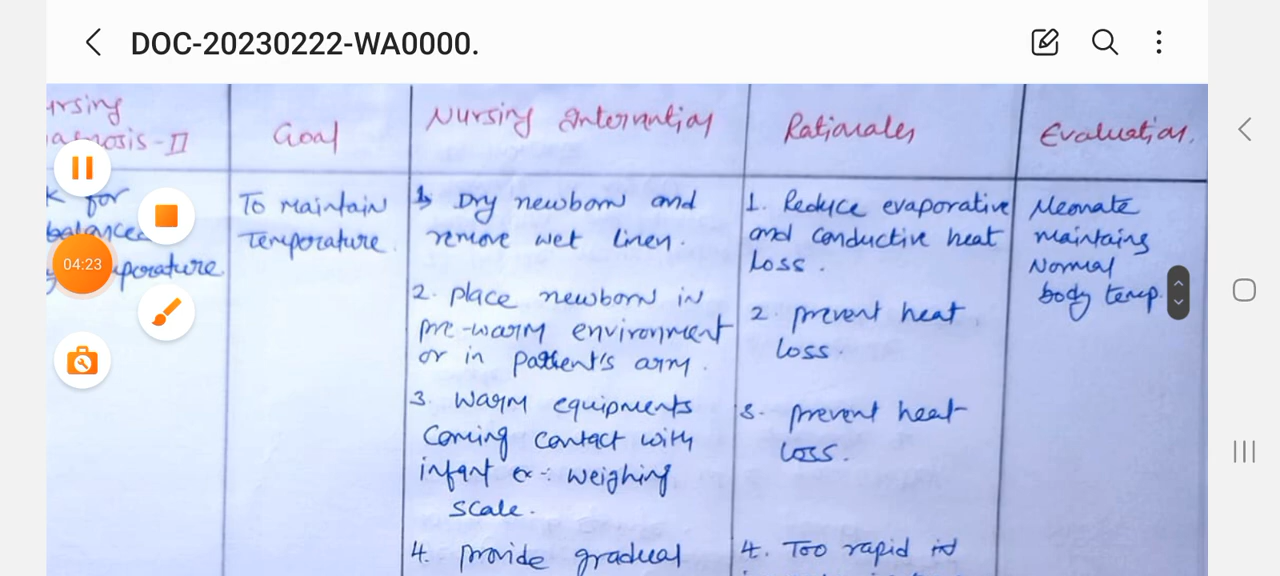 DOC-20230222-WA0000.
Goal
Nursing Intervention
Rationales
Evaluation.
for
To Maintain
Temperature.
1. Dry newborn and
remove wet linen.
2. place newborn in
pre-warm environment
or in patient's arm.
3. Warm equipments
Coming contact with
infant ex-: weighing
scale.
4. provide gradual
1. Reduce evaporative
and conductive heat
loss.
2. prevent heat
loss.
3. prevent heat
loss.
4. Too rapid
Neonate
maintains
Normal
body temp.
04:23